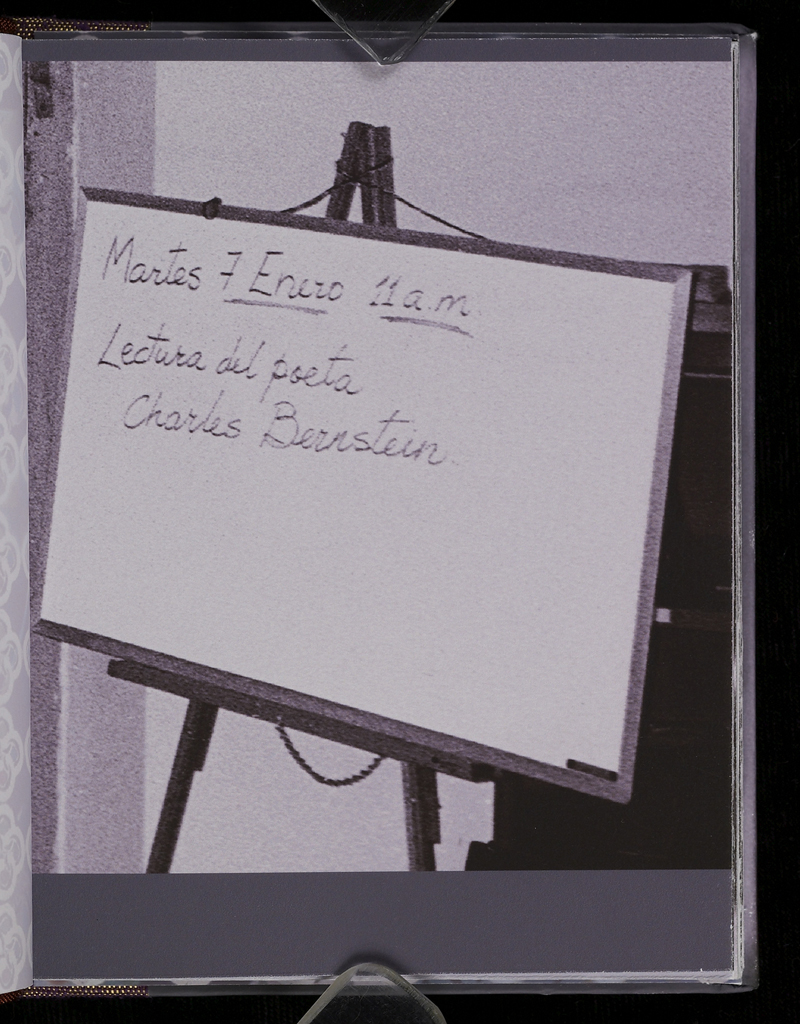 Martes 7 Enero 11 a.m.
Lectura del poeta
Charles Bernstein.